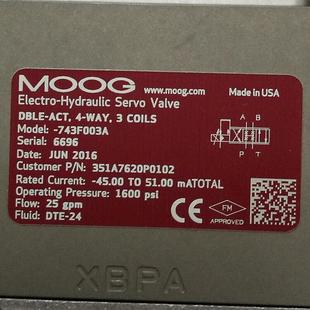 MOOG www.moog.com Made in USA
Electro-Hydraulic Servo Valve
DBLE-ACT, 4-WAY, 3 COILS
Model: -743F003A
Serial: 6696
Date: JUN 2016
Customer P/N: 351A7620P0102
Rated Current: -45.00 TO 51.00 mATOTAL
Operating Pressure: 1600 psi
Flow: 25 gpm
Fluid: DTE-24
A B
P T
CE
FM
APPROVED
XBPA